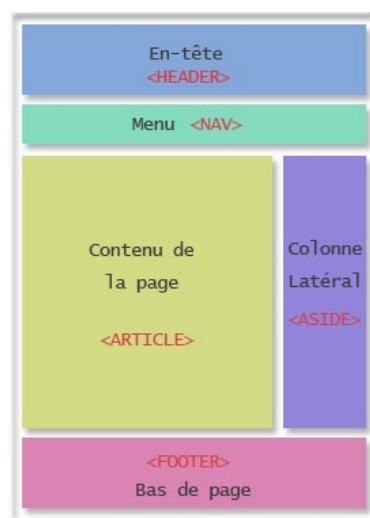 En-tête
<HEADER>
Menu <NAV>
Contenu de
la page
<ARTICLE>
Colonne
Latéral
<ASIDE>
<FOOTER>
Bas de page